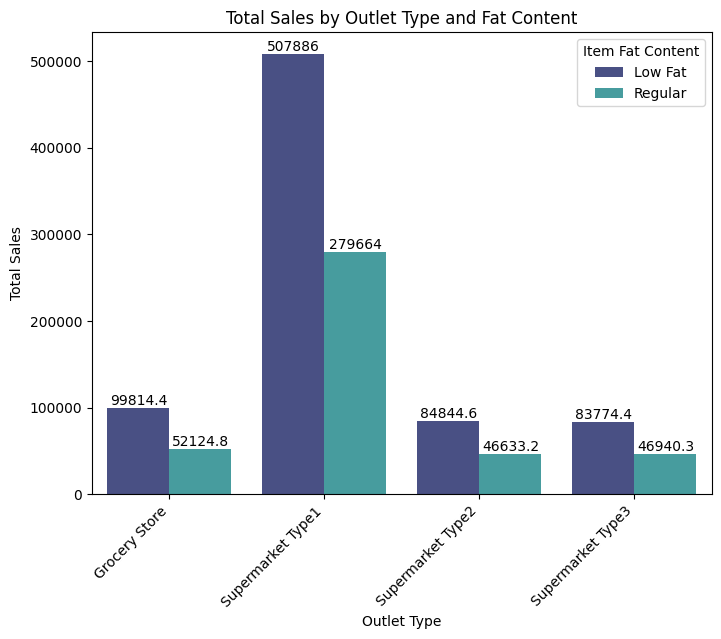 Total Sales by Outlet Type and Fat Content
Item Fat Content
Low Fat
Regular
Total Sales
500000
400000
300000
200000
100000
0
99814.4
52124.8
507886
279664
84844.6
46633.2
83774.4
46940.3
Grocery Store
Supermarket Type1
Supermarket Type2
Supermarket Type3
Outlet Type